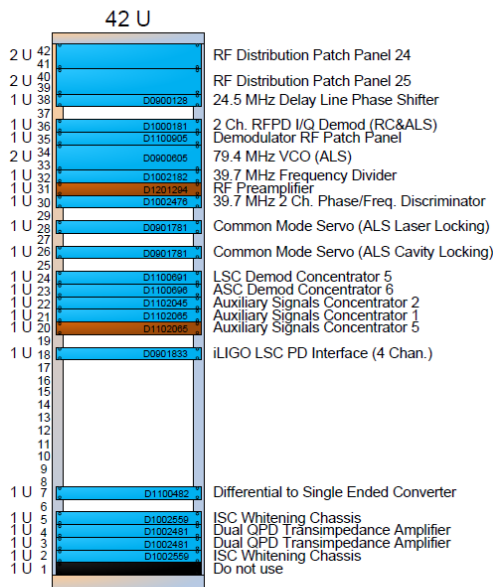 42 U
2 U 42 RF Distribution Patch Panel 24
41
2 U 40 RF Distribution Patch Panel 25
39
1 U 38 D0900128 24.5 MHz Delay Line Phase Shifter
37
1 U 36 D1000181 2 Ch. RFPD I/Q Demod (RC&ALS)
1 U 35 D1100905 Demodulator RF Patch Panel
2 U 34 D0900605 79.4 MHz VCO (ALS)
33
1 U 32 D1002182 39.7 MHz Frequency Divider
1 U 31 D1201294 RF Preamplifier
1 U 30 D1002476 39.7 MHz 2 Ch. Phase/Freq. Discriminator
29
1 U 28 D0901781 Common Mode Servo (ALS Laser Locking)
27
1 U 26 D0901781 Common Mode Servo (ALS Cavity Locking)
25
1 U 24 D1100691 LSC Demod Concentrator 5
1 U 23 D1100696 ASC Demod Concentrator 6
1 U 22 D1102045 Auxiliary Signals Concentrator 2
1 U 21 D1102065 Auxiliary Signals Concentrator 1
1 U 20 D1102065 Auxiliary Signals Concentrator 5
19
1 U 18 D0901833 iLIGO LSC PD Interface (4 Chan.)
17
16
15
14
13
12
11
10
9
8
1 U 7 D1100482 Differential to Single Ended Converter
6
1 U 5 D1002559 ISC Whitening Chassis
1 U 4 D1002481 Dual QPD Transimpedance Amplifier
1 U 3 D1002481 Dual QPD Transimpedance Amplifier
1 U 2 D1002559 ISC Whitening Chassis
1 U 1 Do not use